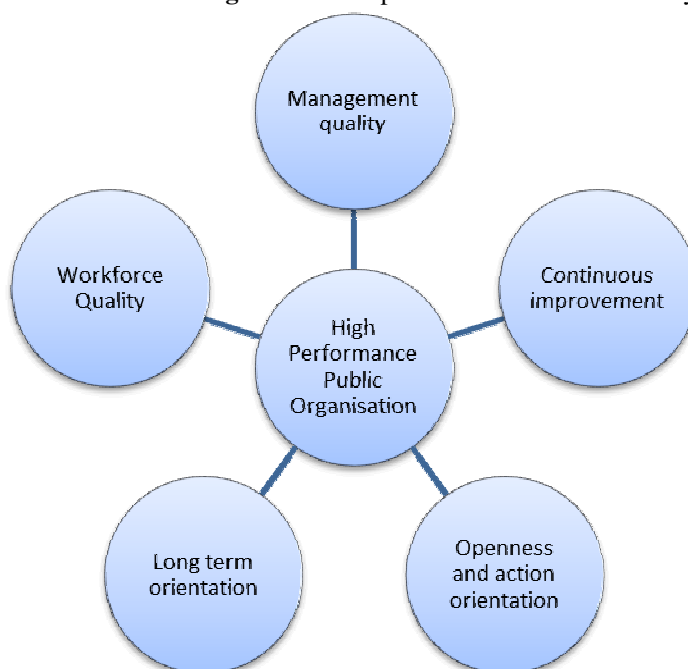 Management
quality
Workforce
Quality
Continuous
improvement
High
Performance
Public
Organisation
Long term
orientation
Openness
and action
orientation